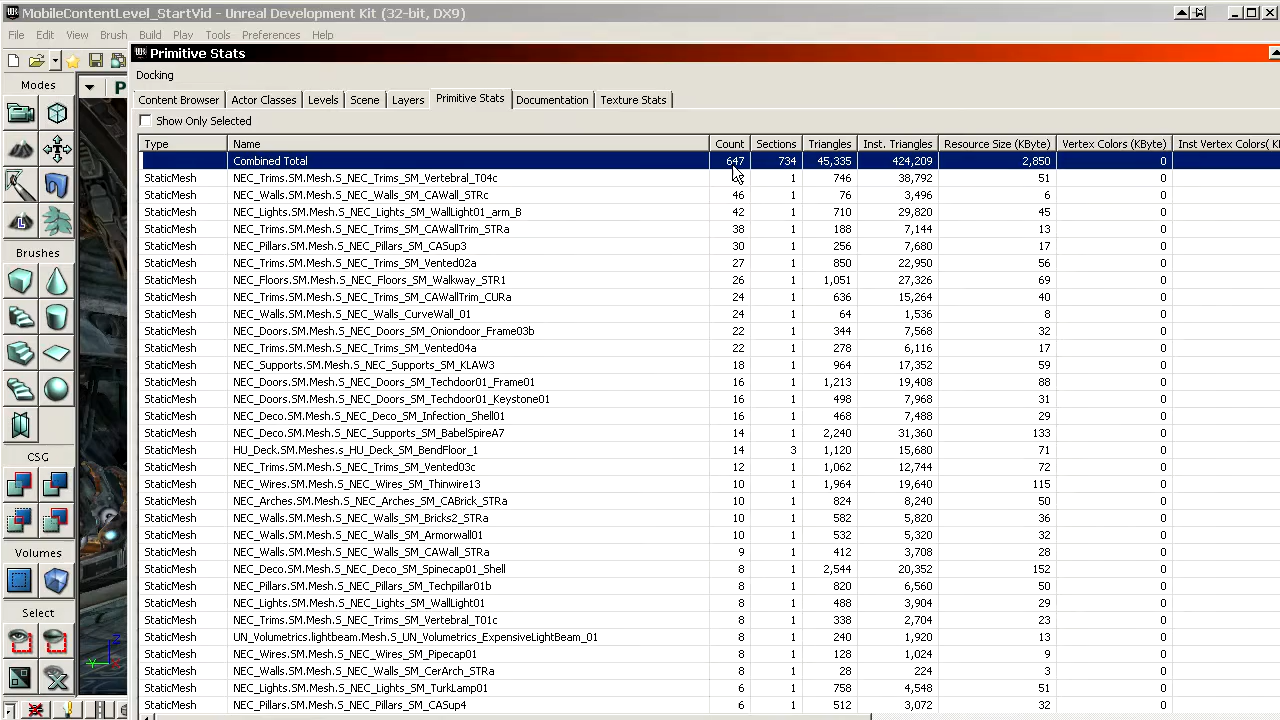 MobileContentLevel_StartVid - Unreal Development Kit (32-bit, DX9)
File Edit View Brush Build Play Tools Preferences Help
Primitive Stats
Docking
Modes
P
Content Browser Actor Classes Levels Scene Layers Primitive Stats Documentation Texture Stats
Show Only Selected
Type Name Count Sections Triangles Inst. Triangles Resource Size (KByte) Vertex Colors (KByte) Inst Vertex Colors(
Combined Total 647 734 45,335 424,209 2,850 0
StaticMesh NEC_Trims.SM.Mesh.S_NEC_Trims_SM_Vertebral_T04c 1 746 38,792 51 0
StaticMesh NEC_Walls.SM.Mesh.S_NEC_Walls_SM_CAWall_STRc 46 1 76 3,496 6 0
StaticMesh NEC_Lights.SM.Mesh.S_NEC_Lights_SM_WallLight01_arm_B 42 1 710 29,820 45 0
StaticMesh NEC_Trims.SM.Mesh.S_NEC_Trims_SM_CAWallTrim_STRa 38 1 188 7,144 13 0
StaticMesh NEC_Pillars.SM.Mesh.S_NEC_Pillars_SM_CASup3 30 1 256 7,680 17 0
StaticMesh NEC_Trims.SM.Mesh.S_NEC_Trims_SM_Vented02a 27 1 850 22,950 56 0
Brushes
StaticMesh NEC_Floors.SM.Mesh.S_NEC_Floors_SM_Walkway_STR1 26 1 1,051 27,326 69 0
StaticMesh NEC_Trims.SM.Mesh.S_NEC_Trims_SM_CAWallTrim_CURa 24 1 636 15,264 40 0
StaticMesh NEC_Walls.SM.Mesh.S_NEC_Walls_CurveWall_01 24 1 64 1,536 8 0
StaticMesh NEC_Doors.SM.Mesh.S_NEC_Doors_SM_Oniondoor_Frame03b 22 1 344 7,568 32 0
StaticMesh NEC_Trims.SM.Mesh.S_NEC_Trims_SM_Vented04a 22 1 278 6,116 17 0
StaticMesh NEC_Supports.SM.Mesh.S_NEC_Supports_SM_KLAW3 18 1 964 17,352 59 0
StaticMesh NEC_Doors.SM.Mesh.S_NEC_Doors_SM_Techdoor01_Frame01 16 1 1,213 19,408 88 0
StaticMesh NEC_Doors.SM.Mesh.S_NEC_Doors_SM_Techdoor01_Keystone01 16 1 498 7,968 31 0
StaticMesh NEC_Deco.SM.Mesh.S_NEC_Deco_SM_Infection_Shell01 16 1 468 7,488 29 0
StaticMesh NEC_Deco.SM.Mesh.S_NEC_Supports_SM_BabelSpireA7 14 1 2,240 31,360 133 0
StaticMesh HU_Deck.SM.Meshes.s_HU_Deck_SM_BendFloor_1 14 3 1,120 15,680 71 0
CSG
StaticMesh NEC_Trims.SM.Mesh.S_NEC_Trims_SM_Vented03c 12 1 1,062 12,744 72 0
StaticMesh NEC_Wires.SM.Mesh.S_NEC_Wires_SM_Thinwire13 10 1 1,964 19,640 115 0
StaticMesh NEC_Arches.SM.Mesh.S_NEC_Arches_SM_CABrick_STRa 10 1 824 8,240 50 0
StaticMesh NEC_Walls.SM.Mesh.S_NEC_Walls_SM_Bricks2_STRa 10 1 582 5,820 36 0
StaticMesh NEC_Walls.SM.Mesh.S_NEC_Walls_SM_Armorwall01 10 1 532 5,320 32 0
StaticMesh NEC_Walls.SM.Mesh.S_NEC_Walls_SM_CAWall_STRa 9 1 412 3,708 28 0
Volumes
StaticMesh NEC_Deco.SM.Mesh.S_NEC_Deco_SM_Spinecap01_Shell 8 1 2,544 20,352 152 0
StaticMesh NEC_Pillars.SM.Mesh.S_NEC_Pillars_SM_Techpillar01b 8 1 820 6,560 50 0
StaticMesh NEC_Lights.SM.Mesh.S_NEC_Lights_SM_WallLight01 8 1 488 3,904 29 0
Select
StaticMesh NEC_Trims.SM.Mesh.S_NEC_Trims_SM_Vertebral_T01c 8 1 338 2,704 23 0
StaticMesh UN_Volumetrics.lightbeam.Mesh.S_UN_Volumetrics_ExpensiveLightBeam_01 8 1 240 1,920 13 0
StaticMesh NEC_Wires.SM.Mesh.S_NEC_Wires_SM_Pipecap01 8 1 128 1,024 9 0
StaticMesh NEC_Walls.SM.Mesh.S_NEC_Walls_SM_CeilArch_STRa 8 1 28 3 0
StaticMesh NEC_Lights.SM.Mesh.S_NEC_Lights_SM_TurkLamp01 6 1 758 4,548 51 0
StaticMesh NEC_Pillars.SM.Mesh.S_NEC_Pillars_SM_CASup 6 1 512 3,072 32 0